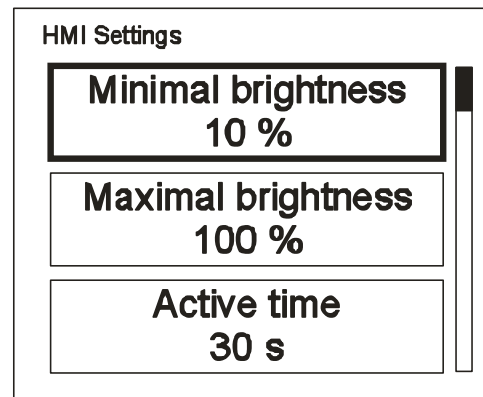 HMI Settings
Minimal brightness
10 %
Maximal brightness
100 %
Active time
30 s